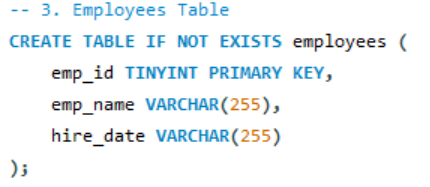 -- 3. Employees Table
CREATE TABLE IF NOT EXISTS employees (
    emp_id TINYINT PRIMARY KEY,
    emp_name VARCHAR(255),
    hire_date VARCHAR(255)
);